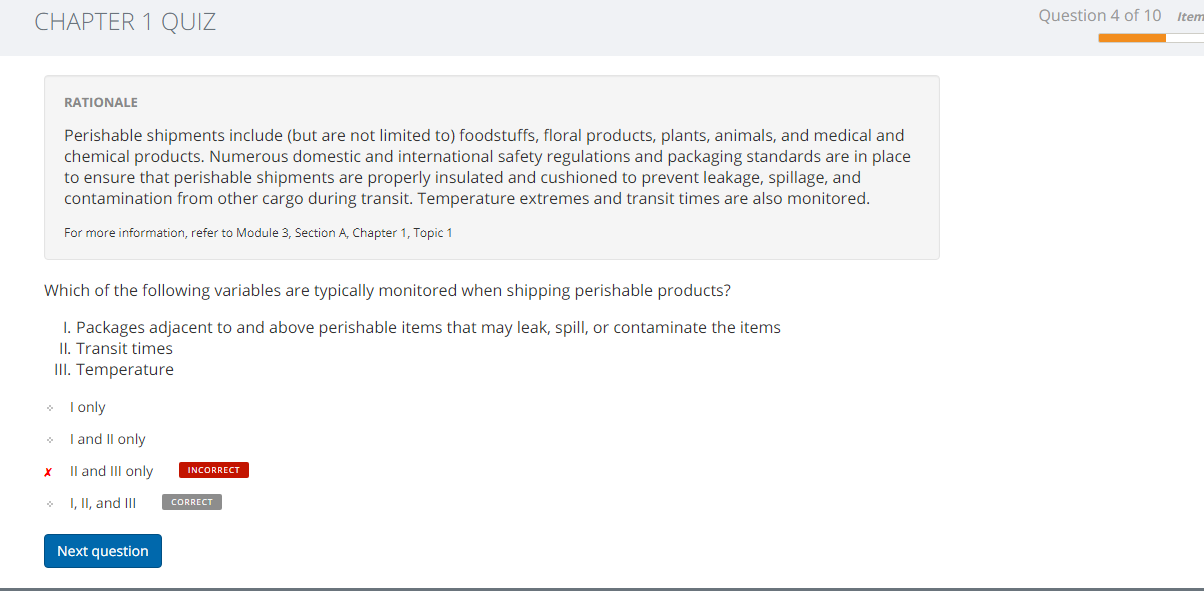 CHAPTER 1 QUIZ
Question 4 of 10 Item
RATIONALE
Perishable shipments include (but are not limited to) foodstuffs, floral products, plants, animals, and medical and
chemical products. Numerous domestic and international safety regulations and packaging standards are in place
to ensure that perishable shipments are properly insulated and cushioned to prevent leakage, spillage, and
contamination from other cargo during transit. Temperature extremes and transit times are also monitored.
For more information, refer to Module 3, Section A, Chapter 1, Topic 1
Which of the following variables are typically monitored when shipping perishable products?
I. Packages adjacent to and above perishable items that may leak, spill, or contaminate the items
II. Transit times
III. Temperature
I only
I and II only
✗ II and III only INCORRECT
I, II, and III CORRECT
Next question